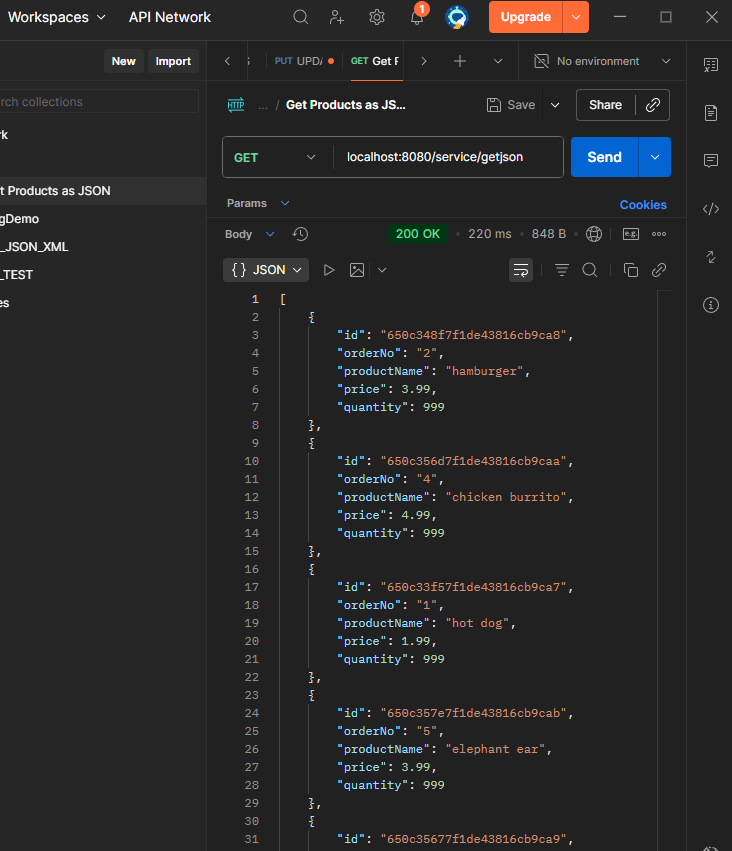 Workspaces API Network 1 Upgrade
New Import
PUT UPD
GET Get
No environment
rch collections
HTTP ... / Get Products as JS... Save Share
rk
GET localhost:8080/service/getjson Send
t Products as JSON
Params Cookies
gDemo
Body 200 OK • 220 ms • 848 B • e.g. •••
_JSON_XML
{} JSON
_TEST
es
1 [
2 {
3 "id": "650c348f7f1de43816cb9ca8",
4 "orderNo": "2",
5 "productName": "hamburger",
6 "price": 3.99,
7 "quantity": 999
8 },
9 {
10 "id": "650c356d7f1de43816cb9caa",
11 "orderNo": "4",
12 "productName": "chicken burrito",
13 "price": 4.99,
14 "quantity": 999
15 },
16 {
17 "id": "650c33f57f1de43816cb9ca7",
18 "orderNo": "1",
19 "productName": "hot dog",
20 "price": 1.99,
21 "quantity": 999
22 },
23 {
24 "id": "650c357e7f1de43816cb9cab",
25 "orderNo": "5",
26 "productName": "elephant ear",
27 "price": 3.99,
28 "quantity": 999
29 },
30 {
31 "id": "650c35677f1de43816cb9ca9",